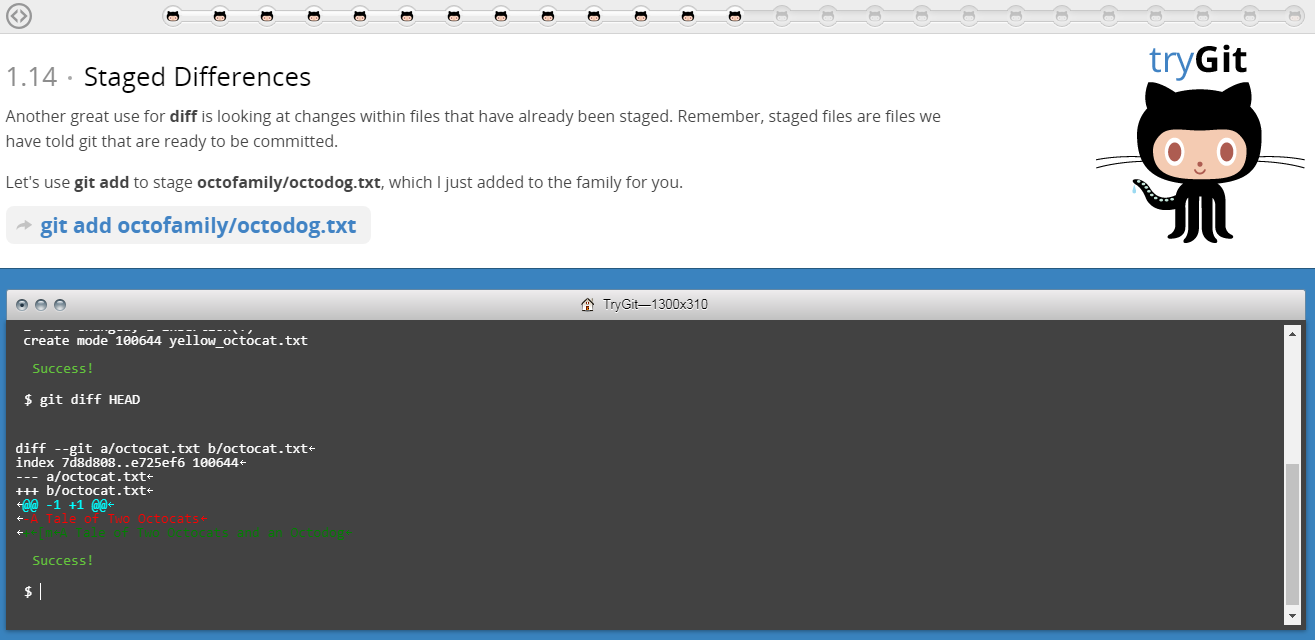 tryGit
1.14 · Staged Differences
Another great use for diff is looking at changes within files that have already been staged. Remember, staged files are files we
have told git that are ready to be committed.
Let's use git add to stage octofamily/octodog.txt, which I just added to the family for you.
git add octofamily/octodog.txt
TryGit—1300x310
create mode 100644 yellow_octocat.txt
Success!
$ git diff HEAD
diff --git a/octocat.txt b/octocat.txt←
index 7d8d808..e725ef6 100644←
--- a/octocat.txt←
+++ b/octocat.txt←
←@@ -1 +1 @@←
←-A Tale of Two Octocats←
A Tale of Two Octocats and an Octodog←
Success!
$